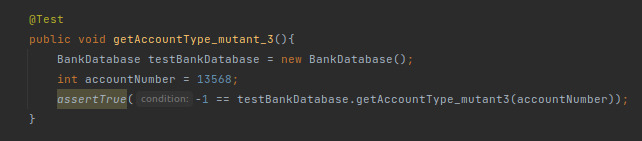 @Test
public void getAccountType_mutant_3(){
BankDatabase testBankDatabase = new BankDatabase();
int accountNumber = 13568;
assertTrue( condition: -1 == testBankDatabase.getAccountType_mutant3(accountNumber));
}